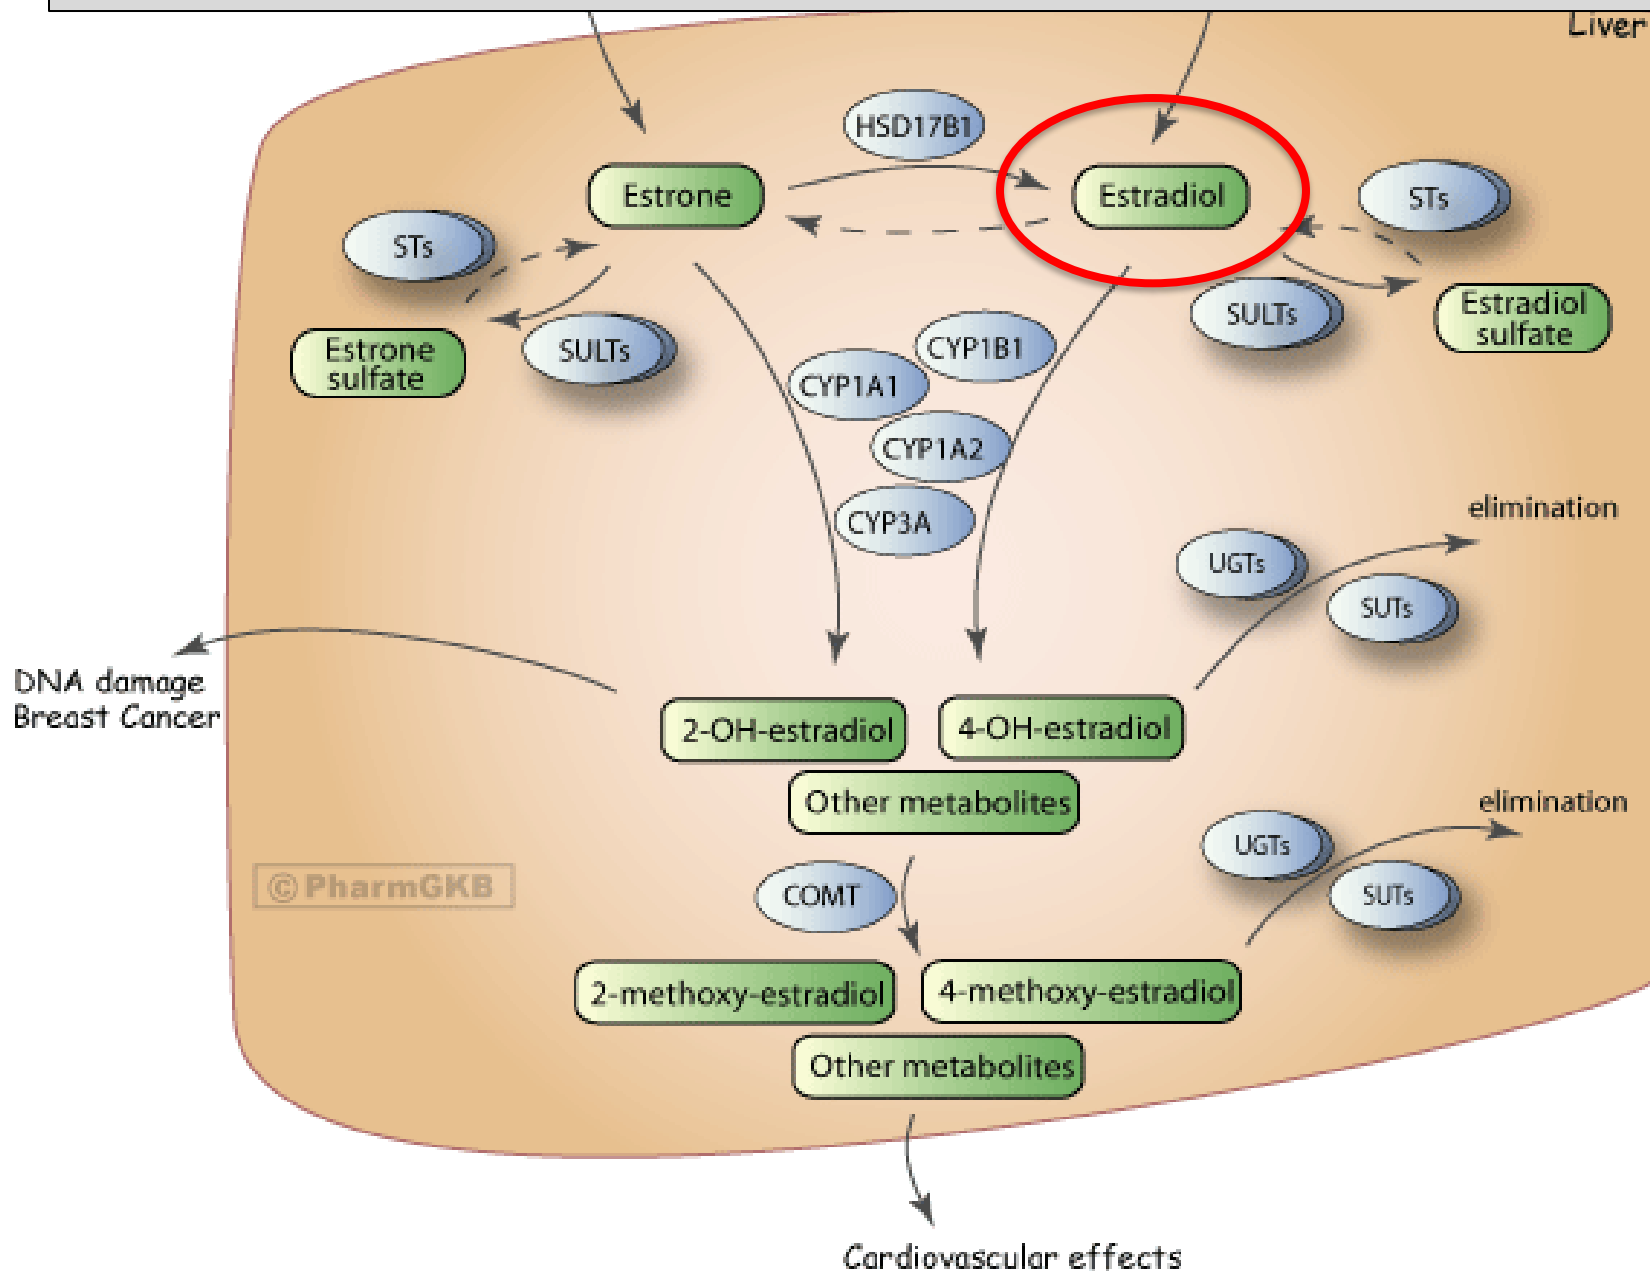 Liver
HSD17B1
Estrone
Estradiol
STs
STs
SULTs
Estradiol
sulfate
Estrone
sulfate
SULTs
CYP1B1
CYP1A1
CYP1A2
CYP3A
elimination
UGTs
SUTs
DNA damage
Breast Cancer
2-OH-estradiol
4-OH-estradiol
Other metabolites
elimination
UGTs
SUTs
COMT
© PharmGKB
2-methoxy-estradiol
4-methoxy-estradiol
Other metabolites
Cardiovascular effects